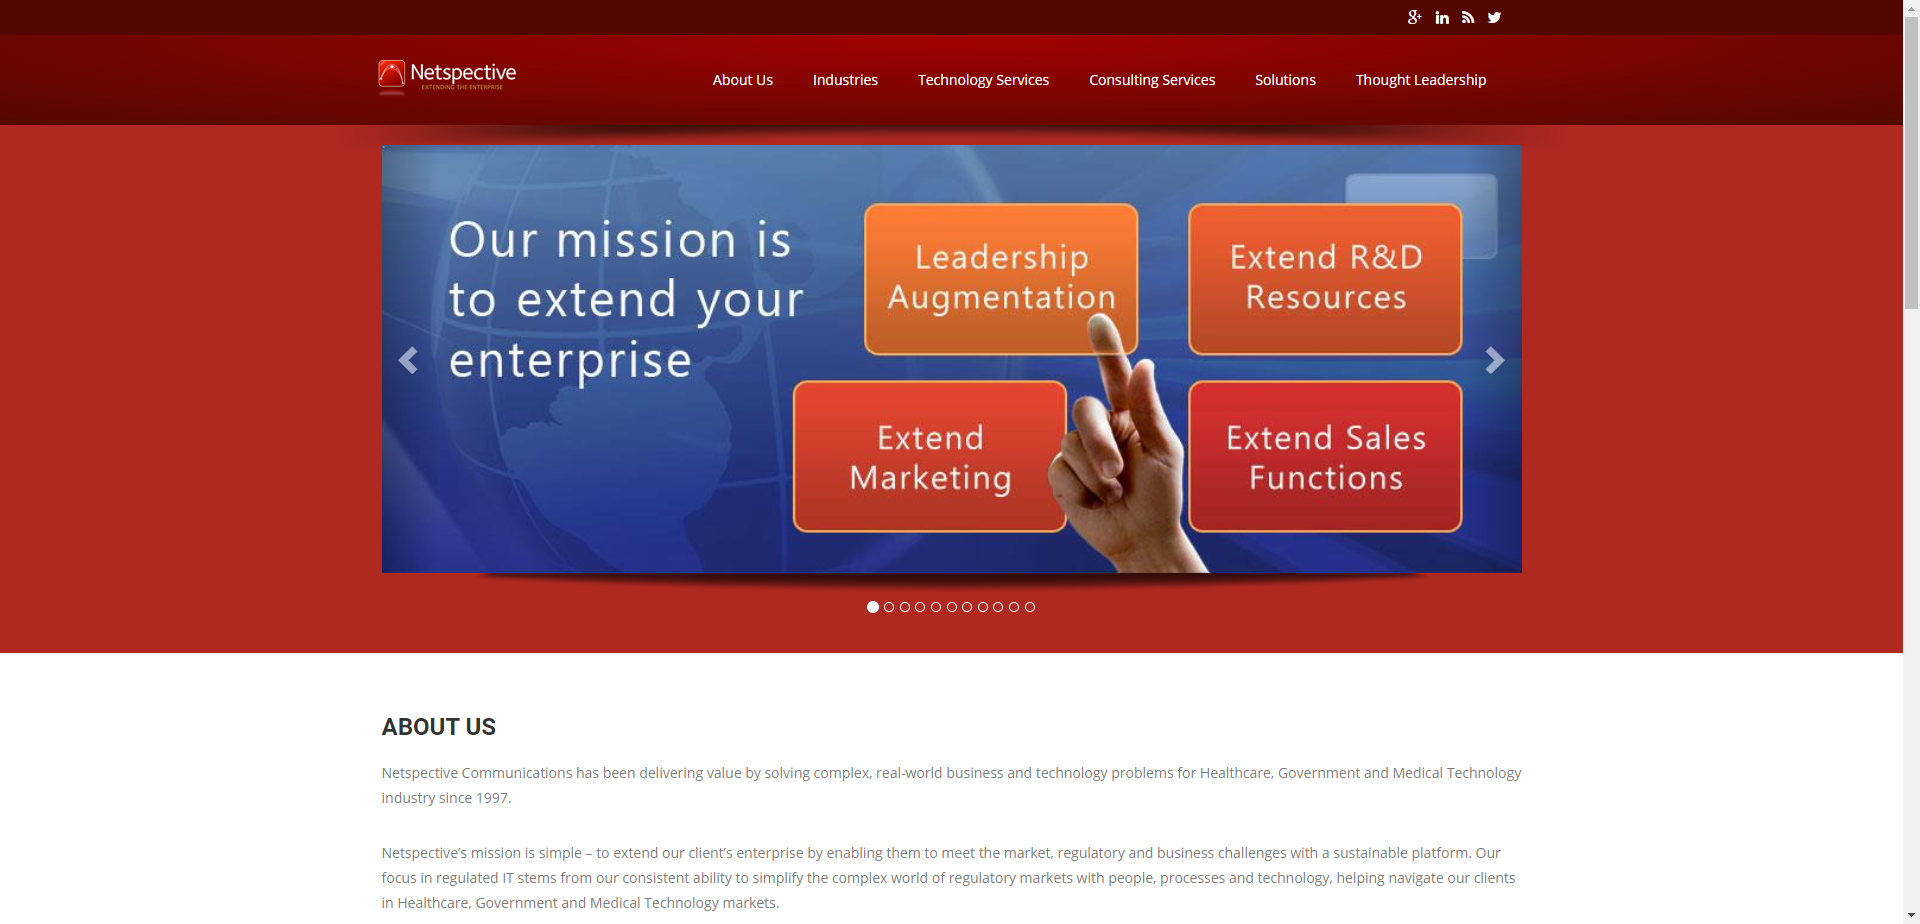 Netspective
EXTENDING THE ENTERPRISE
About Us
Industries
Technology Services
Consulting Services
Solutions
Thought Leadership
Our mission is
to extend your
enterprise
Leadership
Augmentation
Extend R&D
Resources
Extend
Marketing
Extend Sales
Functions
ABOUT US
Netspective Communications has been delivering value by solving complex, real-world business and technology problems for Healthcare, Government and Medical Technology
industry since 1997.
Netspective’s mission is simple – to extend our client’s enterprise by enabling them to meet the market, regulatory and business challenges with a sustainable platform. Our
focus in regulated IT stems from our consistent ability to simplify the complex world of regulatory markets with people, processes and technology, helping navigate our clients
in Healthcare, Government and Medical Technology markets.